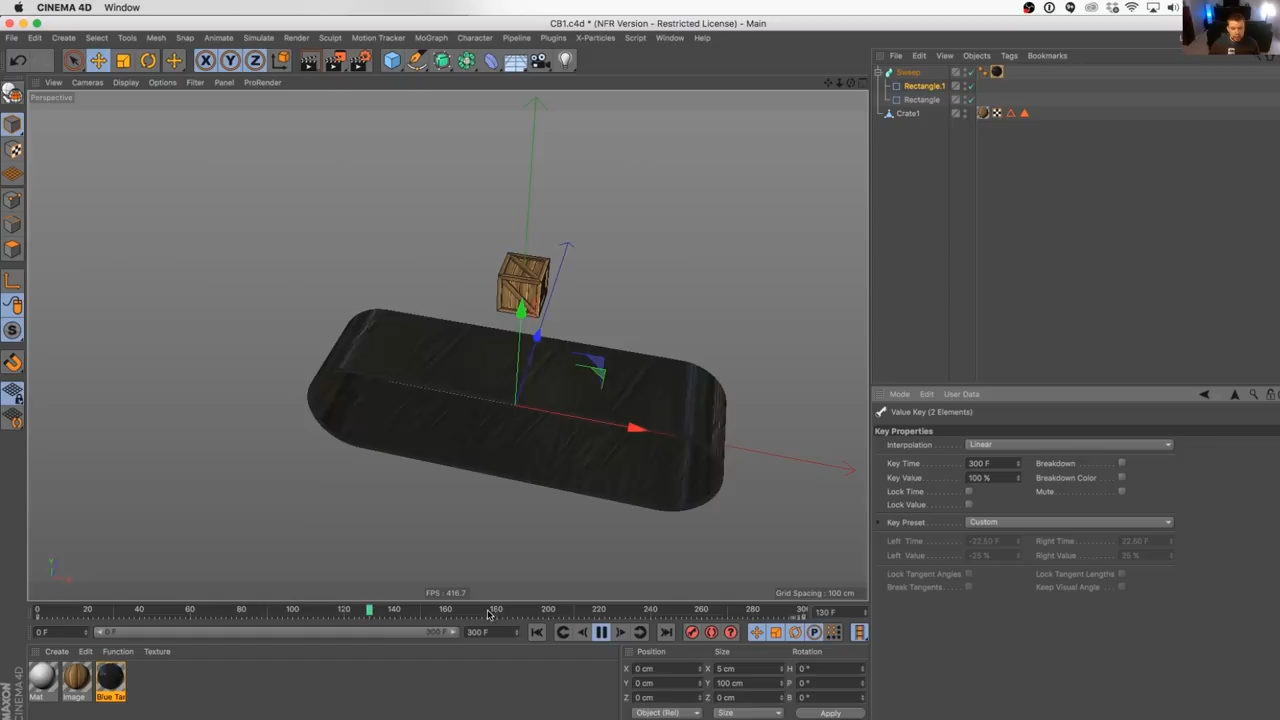 CINEMA 4D Window
CB1.c4d * (NFR Version - Restricted License) - Main
File Edit Create Select Tools Mesh Snap Animate Simulate Render Sculpt Motion Tracker MoGraph Character Pipeline Plugins X-Particles Script Window Help
X Y Z
File Edit View Objects Tags Bookmarks
View Cameras Display Options Filter Panel ProRender
Perspective
Sweep
Rectangle.1
Rectangle
Crate1
Mode Edit User Data
Value Key (2 Elements)
Key Properties
Interpolation Linear
Key Time 300 F Breakdown
Key Value 100 % Breakdown Color
Lock Time Mute
Lock Value
Key Preset Custom
Left Time -22.50 F Right Time 22.50 F
Left Value -25 % Right Value 25 %
Lock Tangent Angles Lock Tangent Lengths
Break Tangents Keep Visual Angle
FPS : 416.7 Grid Spacing : 100 cm
0 20 40 60 80 100 120 140 160 180 200 220 240 260 280 130 F
0 F 0 F 300 F 300 F P
Create Edit Function Texture
Mat Image Blue Tar
Position Size Rotation
X 0 cm X 5 cm H 0 °
Y 0 cm Y 100 cm P 0 °
Z 0 cm Z 0 cm B 0 °
Object (Rel) Size Apply
MAXON CINEMA 4D